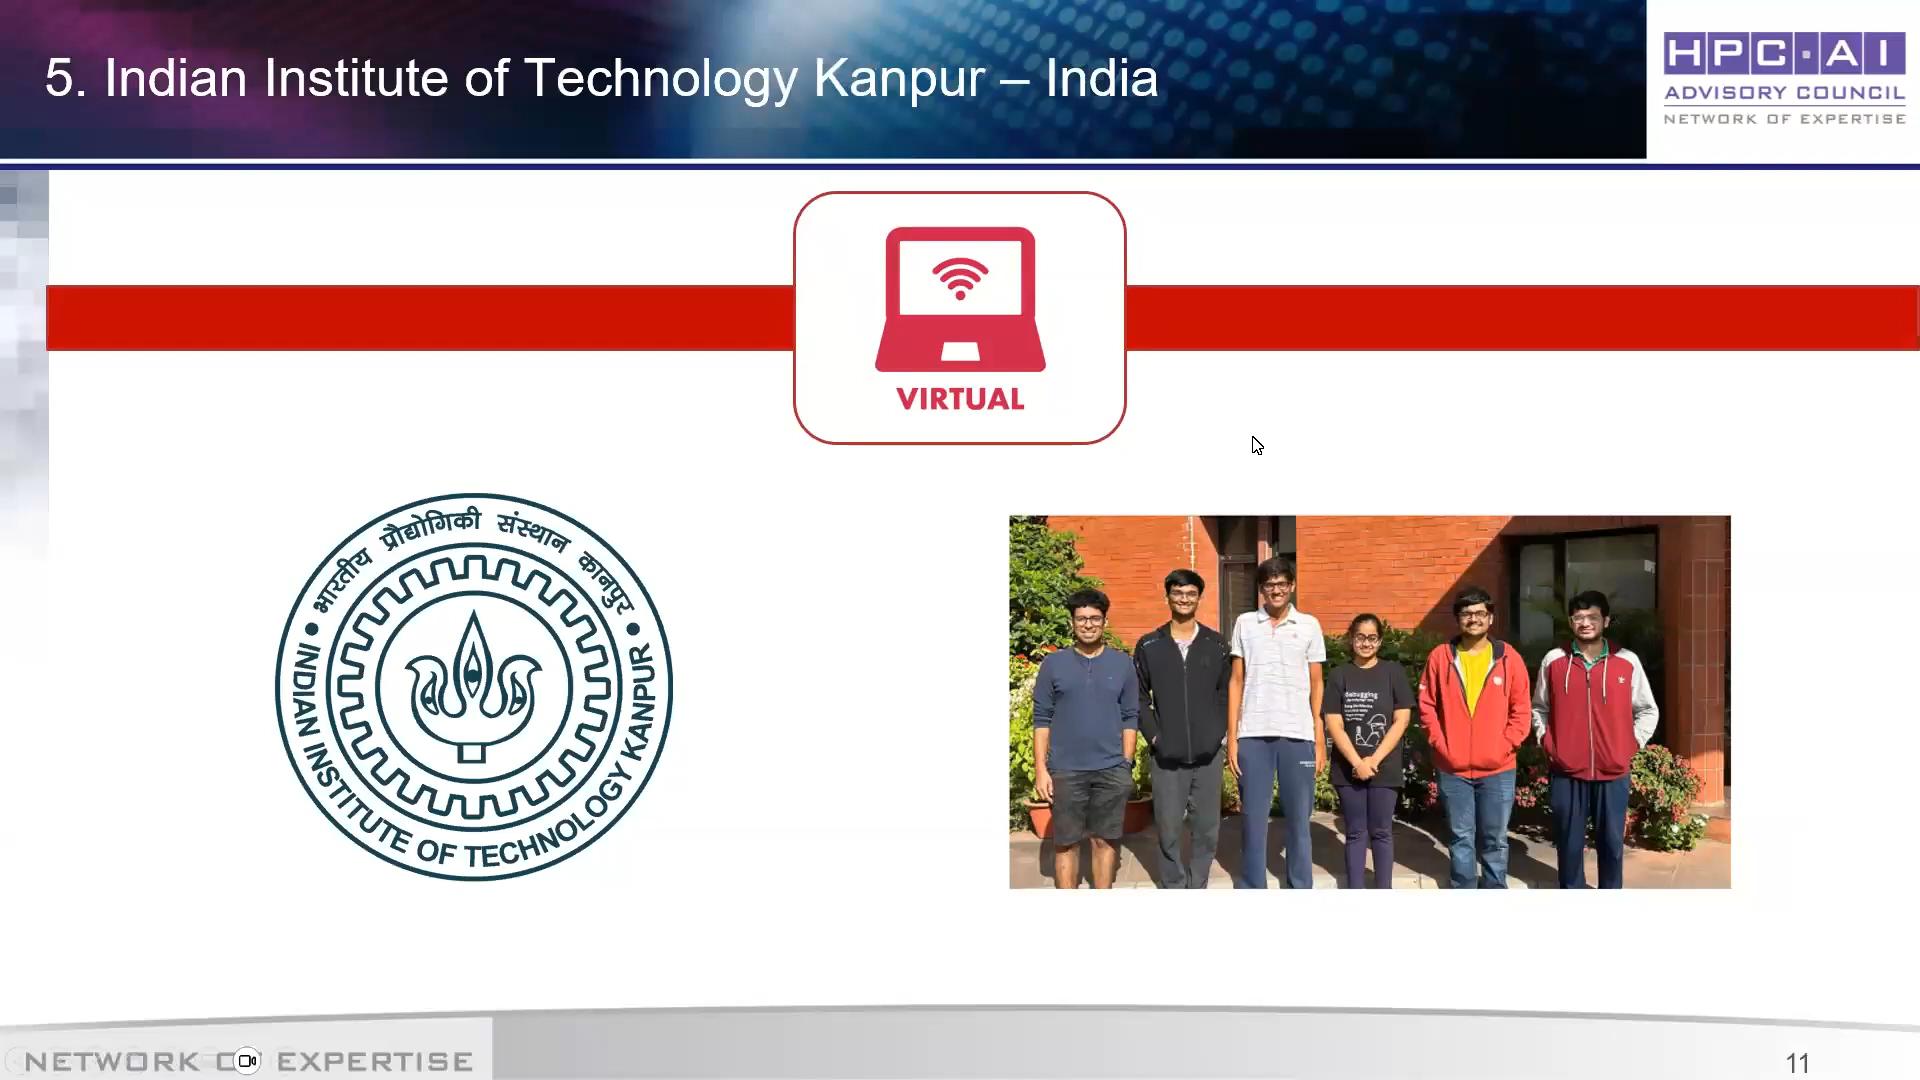 5. Indian Institute of Technology Kanpur – India
HPC·AI
ADVISORY COUNCIL
NETWORK OF EXPERTISE
VIRTUAL
भारतीय प्रौद्योगिकी संस्थान कानपुर
INDIAN INSTITUTE OF TECHNOLOGY KANPUR
debugging
NETWORK OF EXPERTISE
11